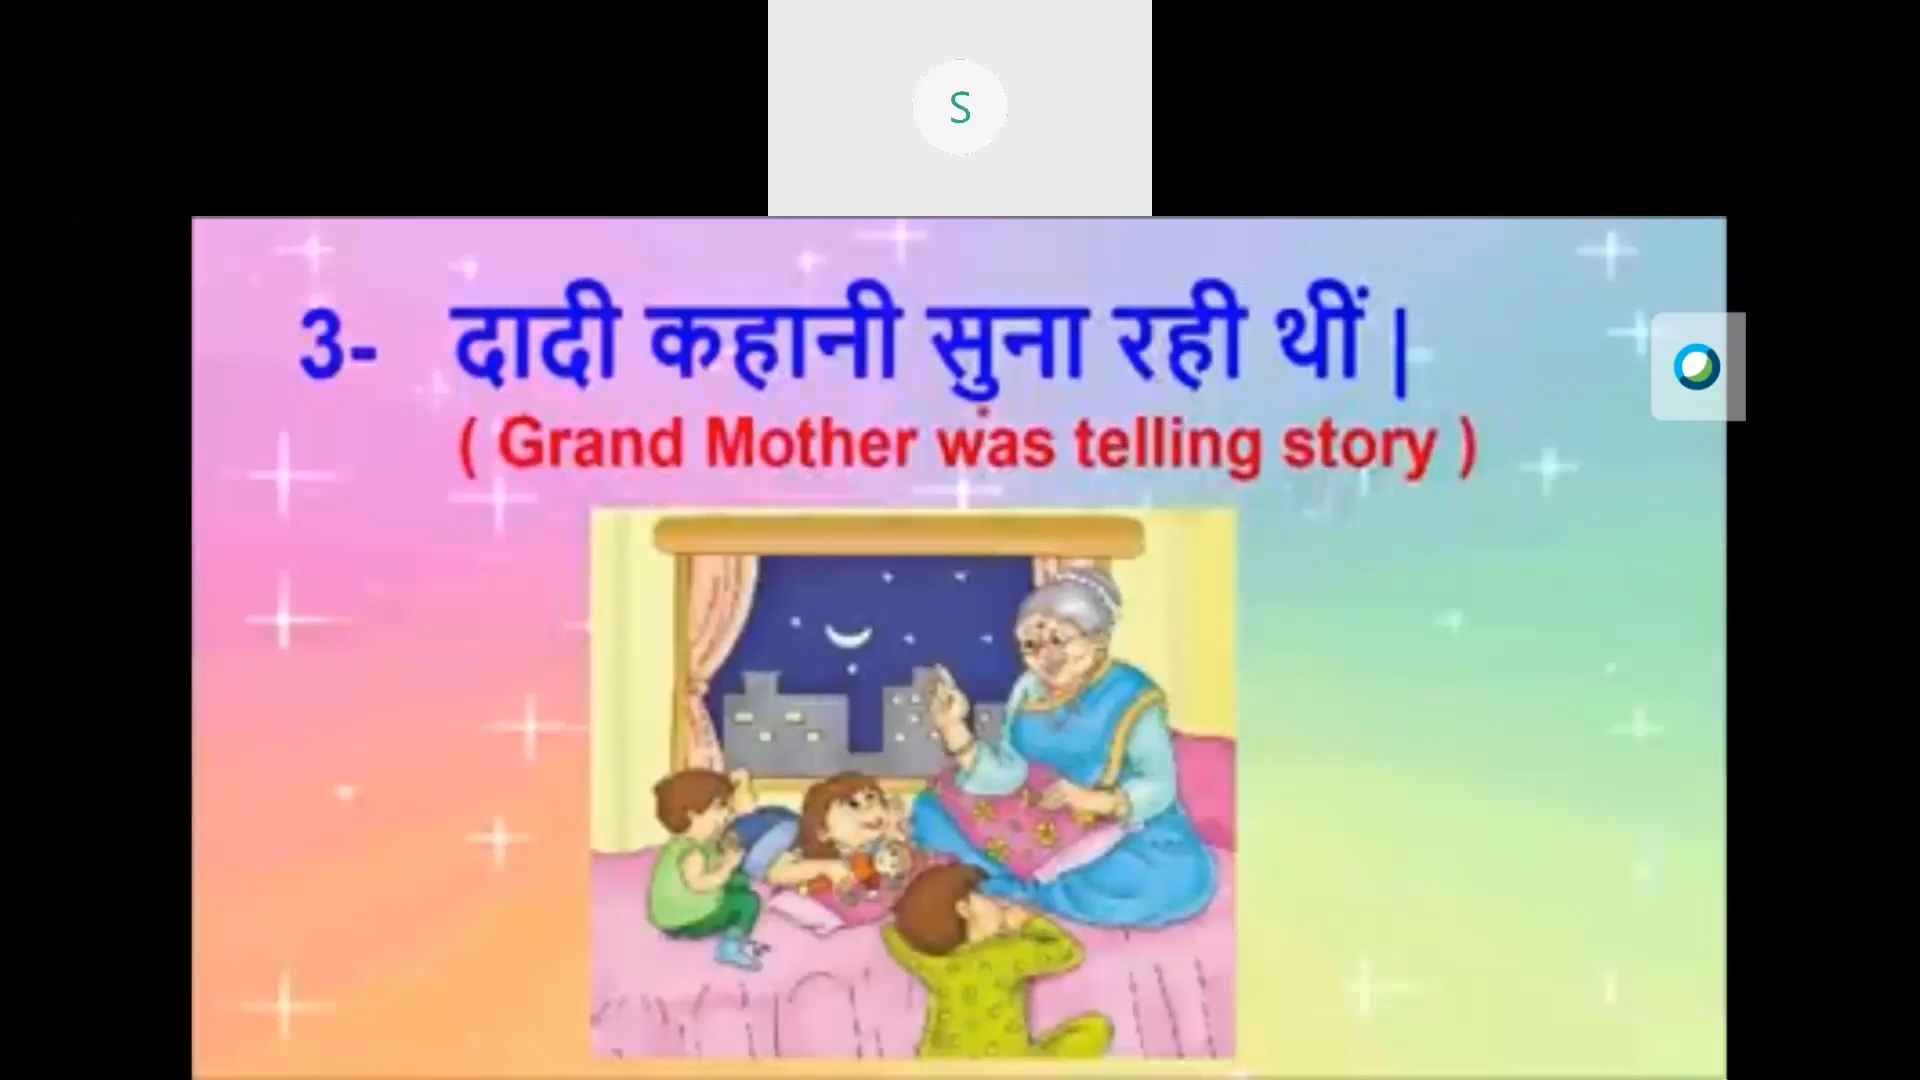 S
3- दादी कहानी सुना रही थीं |
( Grand Mother was telling story )